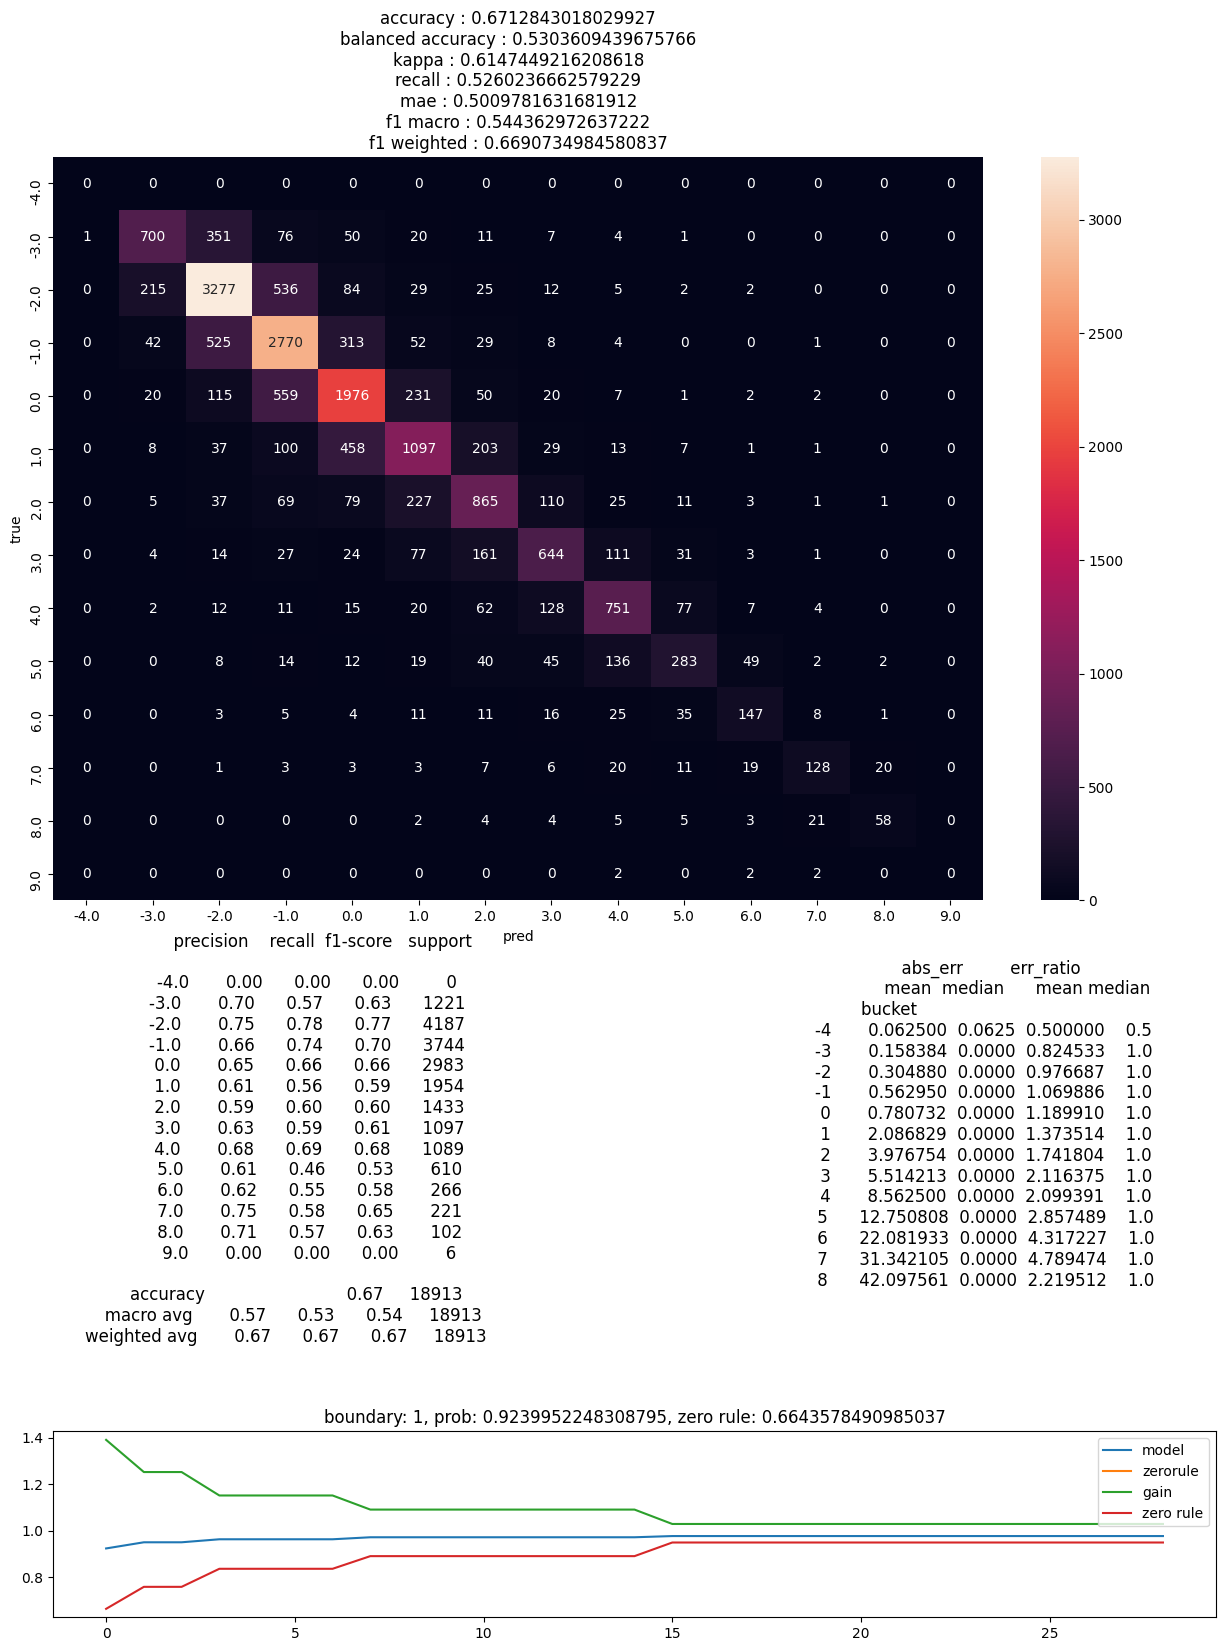 accuracy : 0.6712843018029927
balanced accuracy : 0.5303609439675766
kappa : 0.6147449216208618
recall : 0.5260236662579229
mae : 0.5009781631681912
f1 macro : 0.544362972637222
f1 weighted : 0.6690734984580837
-4.0 0 0 0 0 0 0 0 0 0 0 0 0 0 0
-3.0 1 700 351 76 50 20 11 7 4 1 0 0 0 0
-2.0 0 215 3277 536 84 29 25 12 5 2 2 0 0 0
-1.0 0 42 525 2770 313 52 29 8 4 0 0 1 0 0
0.0 0 20 115 559 1976 231 50 20 7 1 2 2 0 0
1.0 0 8 37 100 458 1097 203 29 13 7 1 1 0 0
2.0 0 5 37 69 79 227 865 110 25 11 3 1 1 0
3.0 0 4 14 27 24 77 161 644 111 31 3 1 0 0
4.0 0 2 12 11 15 20 62 128 751 77 7 4 0 0
5.0 0 0 8 14 12 19 40 45 136 283 49 2 2 0
6.0 0 0 3 5 4 11 11 16 25 35 147 8 1 0
7.0 0 0 1 3 3 3 7 6 20 11 19 128 20 0
8.0 0 0 0 0 0 2 4 4 5 5 3 21 58 0
9.0 0 0 0 0 0 0 0 0 2 0 2 2 0 0
true
-4.0 -3.0 -2.0 -1.0 0.0 1.0 2.0 3.0 4.0 5.0 6.0 7.0 8.0 9.0
pred
3000
2500
2000
1500
1000
500
0
precision recall f1-score support
-4.0 0.00 0.00 0.00 0
-3.0 0.70 0.57 0.63 1221
-2.0 0.75 0.78 0.77 4187
-1.0 0.66 0.74 0.70 3744
0.0 0.65 0.66 0.66 2983
1.0 0.61 0.56 0.59 1954
2.0 0.59 0.60 0.60 1433
3.0 0.63 0.59 0.61 1097
4.0 0.68 0.69 0.68 1089
5.0 0.61 0.46 0.53 610
6.0 0.62 0.55 0.58 266
7.0 0.75 0.58 0.65 221
8.0 0.71 0.57 0.63 102
9.0 0.00 0.00 0.00 6
accuracy 0.67 18913
macro avg 0.57 0.53 0.54 18913
weighted avg 0.67 0.67 0.67 18913
abs_err err_ratio
mean median mean median
bucket
-4 0.062500 0.0625 0.500000 0.5
-3 0.158384 0.0000 0.824533 1.0
-2 0.304880 0.0000 0.976687 1.0
-1 0.562950 0.0000 1.069886 1.0
0 0.780732 0.0000 1.189910 1.0
1 2.086829 0.0000 1.373514 1.0
2 3.976754 0.0000 1.741804 1.0
3 5.514213 0.0000 2.116375 1.0
4 8.562500 0.0000 2.099391 1.0
5 12.750808 0.0000 2.857489 1.0
6 22.081933 0.0000 4.317227 1.0
7 31.342105 0.0000 4.789474 1.0
8 42.097561 0.0000 2.219512 1.0
boundary: 1, prob: 0.9239952248308795, zero rule: 0.6643578490985037
1.4
1.2
1.0
0.8
model
zerorule
gain
zero rule
0 5 10 15 20 25